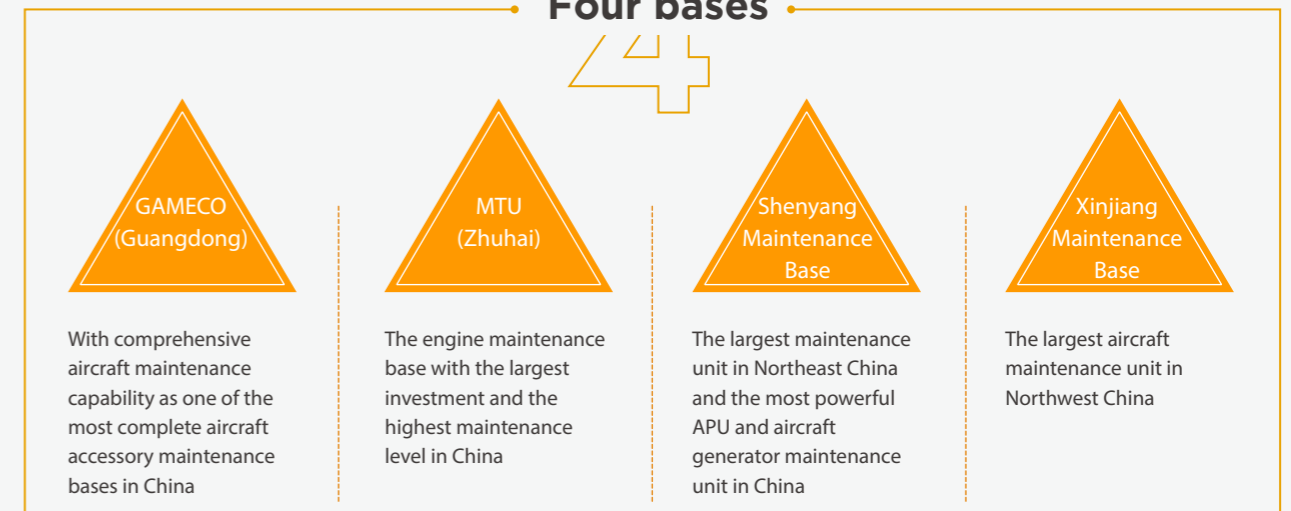 Four bases
4
GAMECO
(Guangdong)
MTU
(Zhuhai)
Shenyang
Maintenance
Base
Xinjiang
Maintenance
Base
With comprehensive
aircraft maintenance
capability as one of the
most complete aircraft
accessory maintenance
bases in China
The engine maintenance
base with the largest
investment and the
highest maintenance
level in China
The largest maintenance
unit in Northeast China
and the most powerful
APU and aircraft
generator maintenance
unit in China
The largest aircraft
maintenance unit in
Northwest China